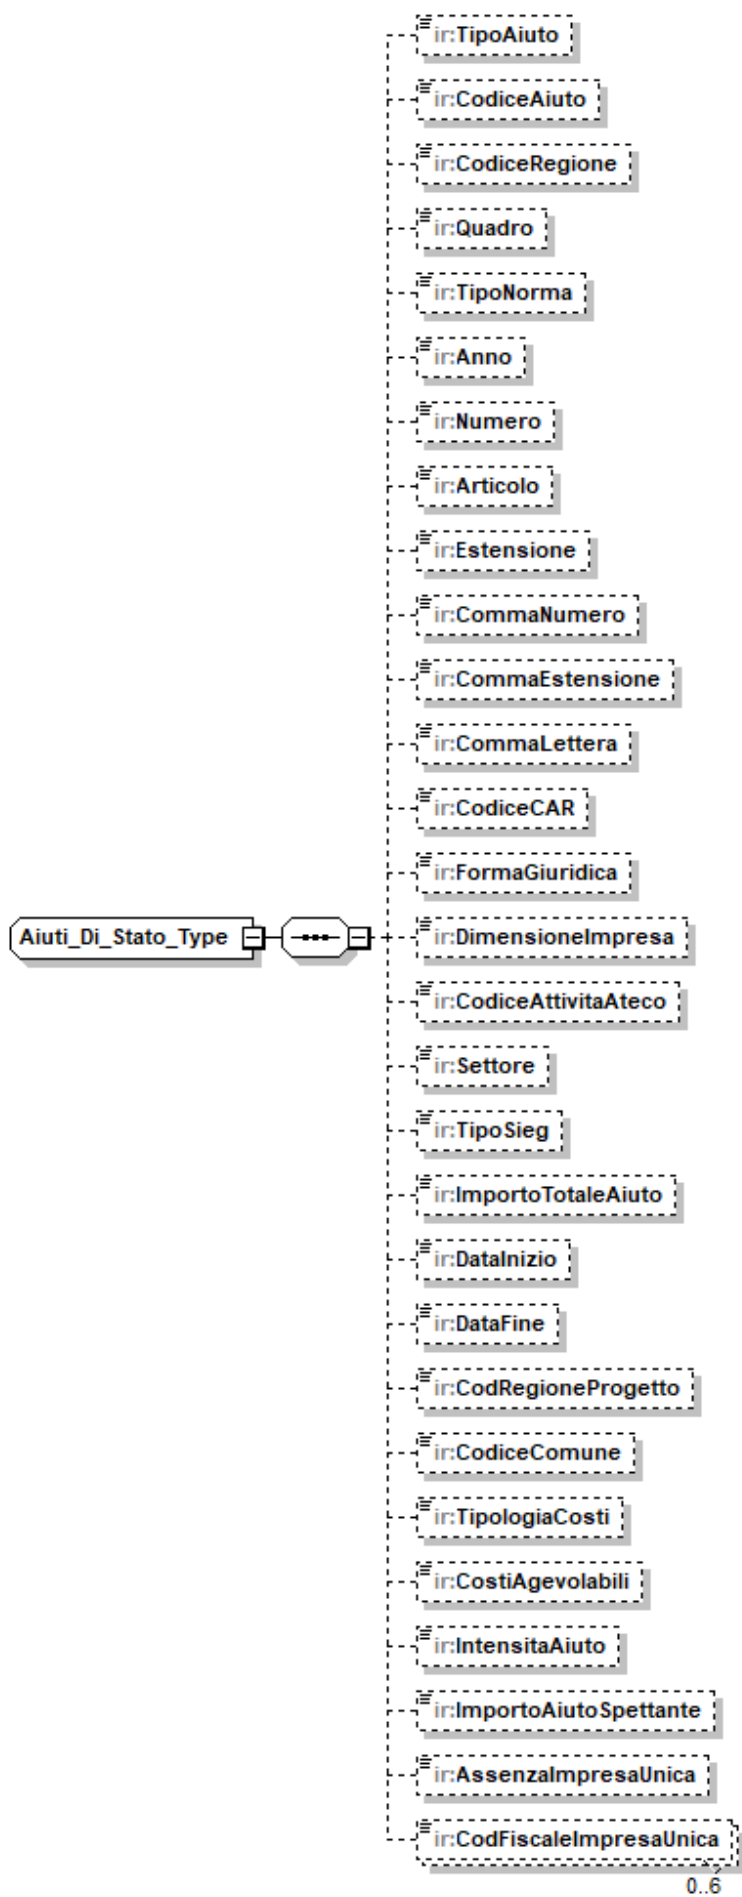 ir:TipoAiuto
ir:CodiceAiuto
ir:CodiceRegione
ir:Quadro
ir:TipoNorma
ir:Anno
ir:Numero
ir:Articolo
ir:Estensione
ir:CommaNumero
ir:CommaEstensione
ir:CommaLettera
ir:CodiceCAR
ir:FormaGiuridica
Aiuti_Di_Stato_Type
ir:DimensioneImpresa
ir:CodiceAttivitaAteco
ir:Settore
ir:TipoSieg
ir:ImportoTotaleAiuto
ir:DataInizio
ir:DataFine
ir:CodRegioneProgetto
ir:CodiceComune
ir:TipologiaCosti
ir:CostiAgevolabili
ir:IntensitaAiuto
ir:ImportoAiutoSpettante
ir:AssenzaImpresaUnica
ir:CodFiscaleImpresaUnica
0..6